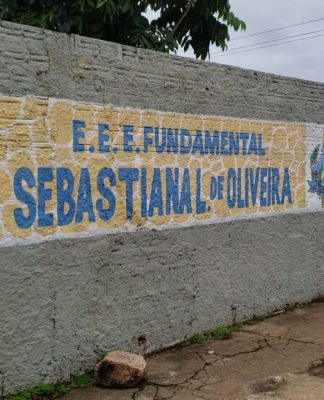 E.E.E. FUNDAMENTAL
SEBASTIANA L. DE OLIVEIRA